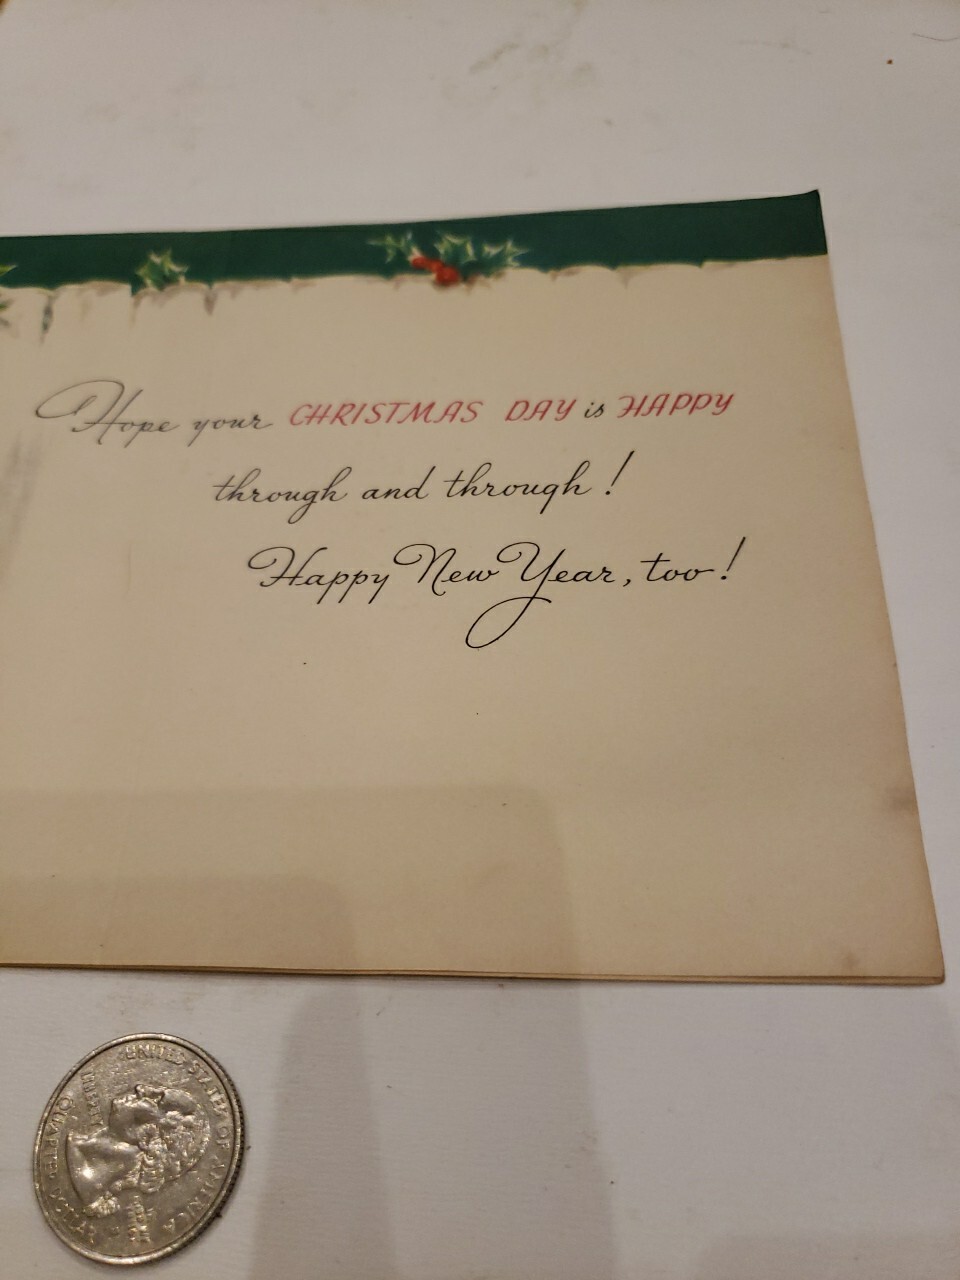 Hope your CHRISTMAS DAY is HAPPY
through and through!
Happy New Year, too!
UNITED STATES OF AMERICA
LIBERTY
QUARTER DOLLAR